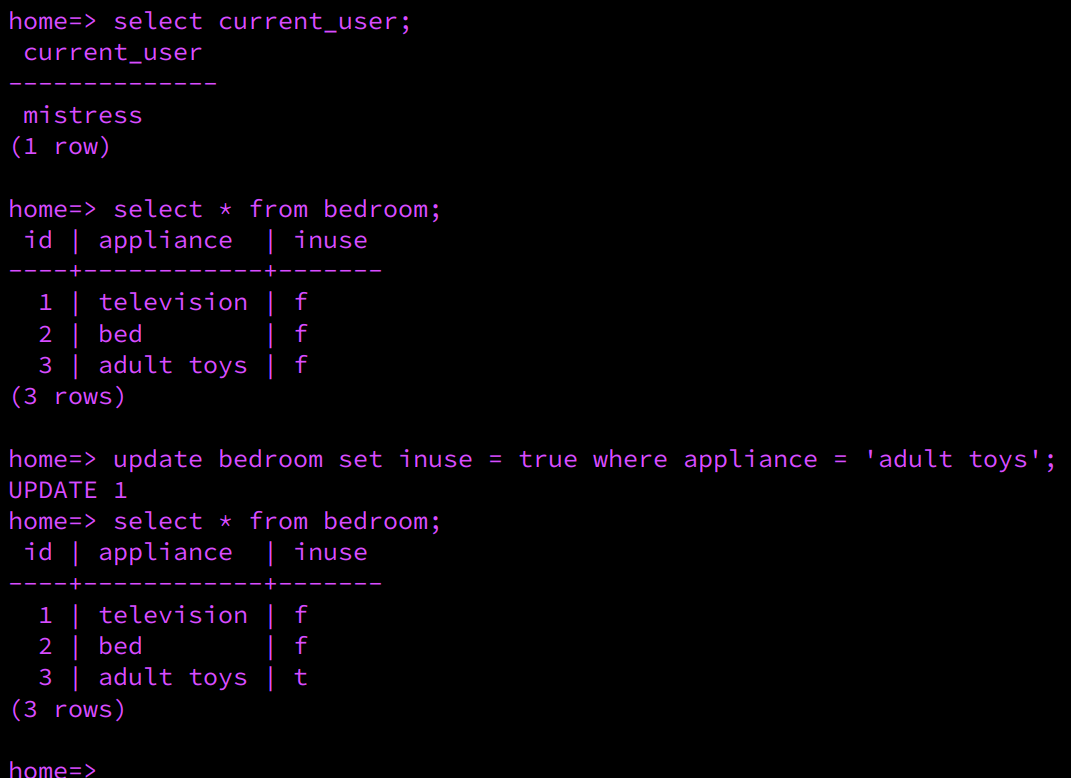 home=> select current_user;
 current_user
--------------
 mistress
(1 row)

home=> select * from bedroom;
 id | appliance  | inuse
----+------------+-------
  1 | television | f
  2 | bed        | f
  3 | adult toys | f
(3 rows)

home=> update bedroom set inuse = true where appliance = 'adult toys';
UPDATE 1
home=> select * from bedroom;
 id | appliance  | inuse
----+------------+-------
  1 | television | f
  2 | bed        | f
  3 | adult toys | t
(3 rows)

home=>